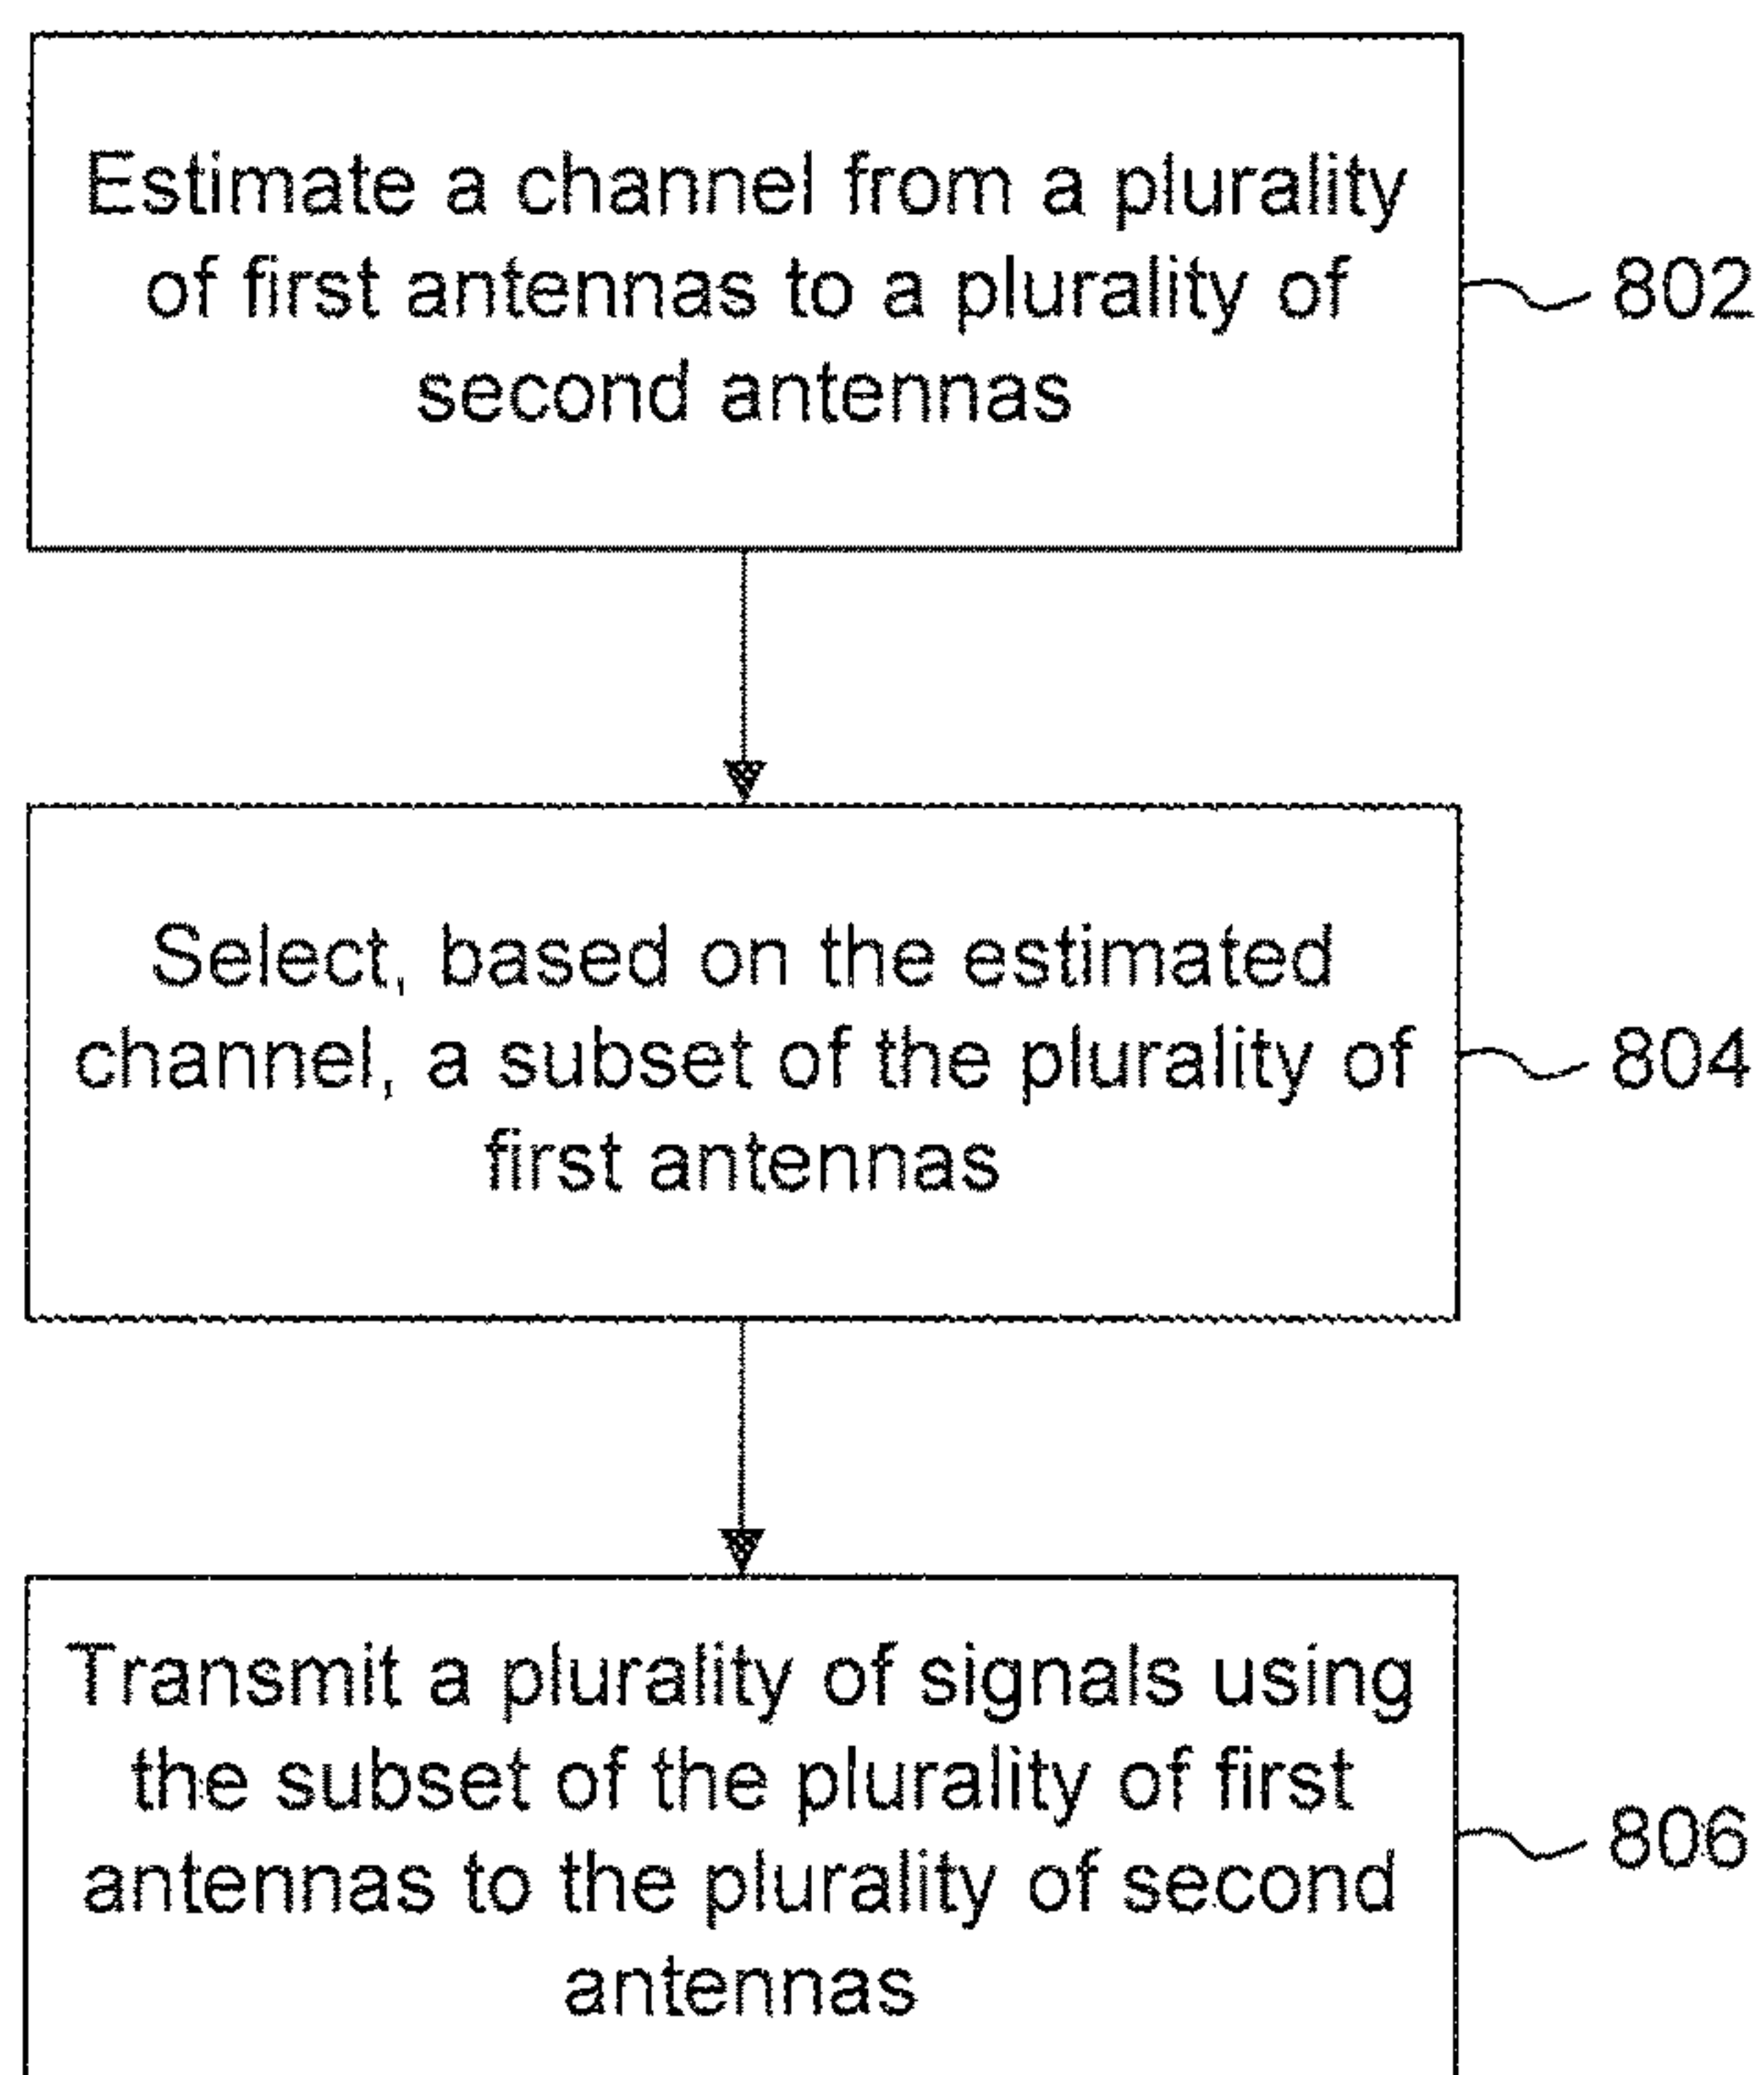 Estimate a channel from a plurality
of first antennas to a plurality of
second antennas
802
Select, based on the estimated
channel, a subset of the plurality of
first antennas
804
Transmit a plurality of signals using
the subset of the plurality of first
antennas to the plurality of second
antennas
806